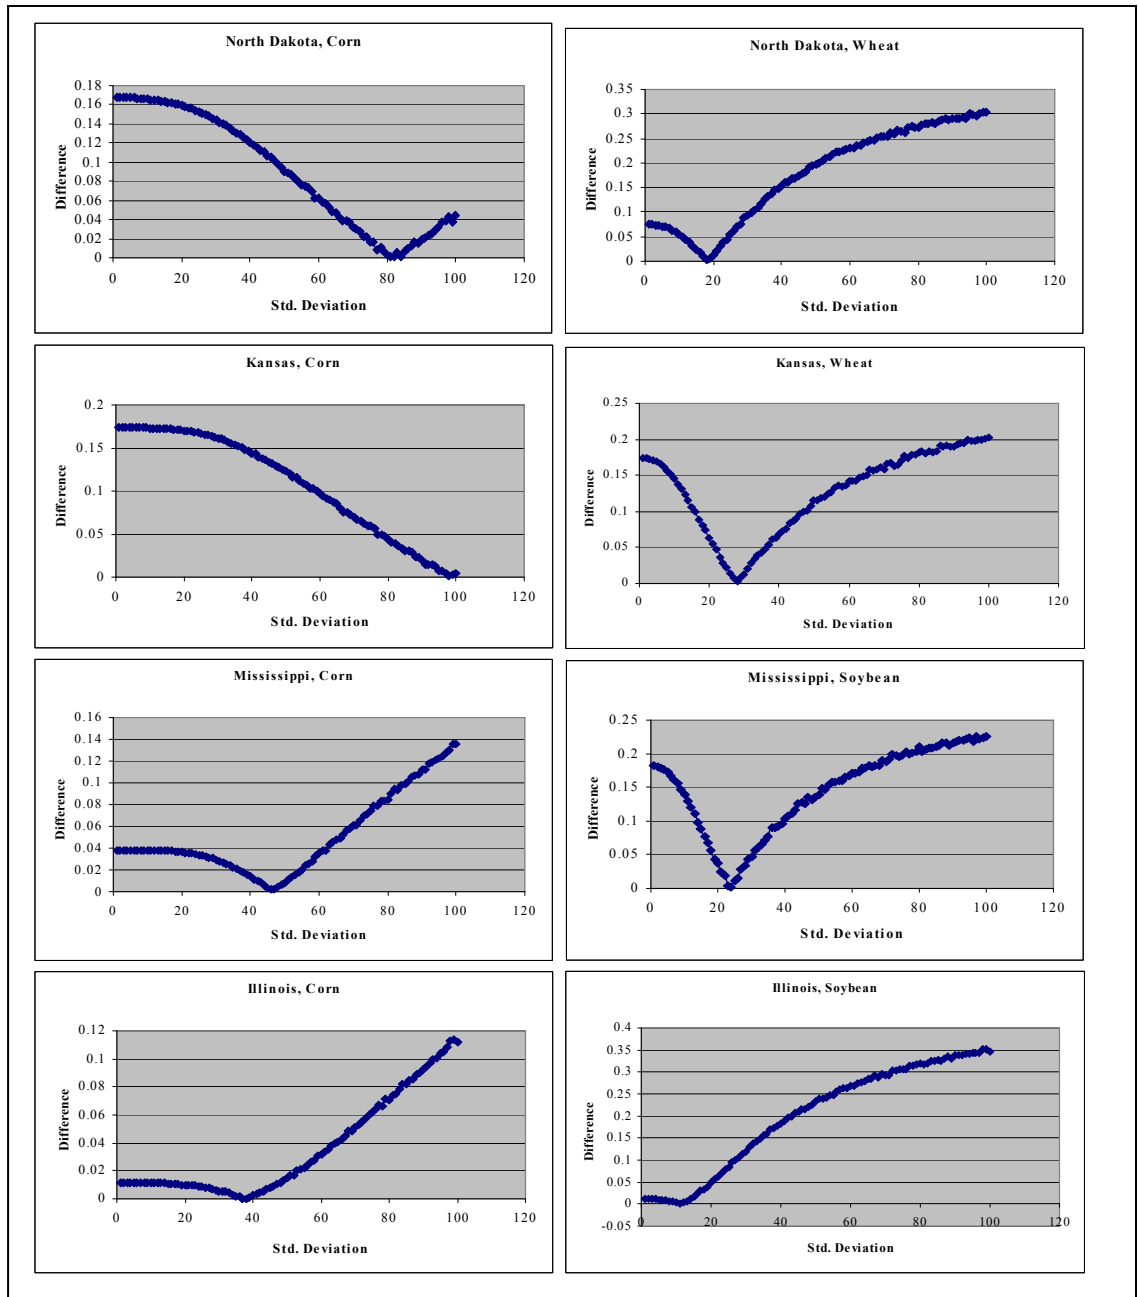 North Dakota, Corn
0.18
0.16
0.14
0.12
0.1
0.08
0.06
0.04
0.02
0
Difference
0 20 40 60 80 100 120
Std. Deviation
North Dakota, Wheat
0.35
0.3
0.25
0.2
0.15
0.1
0.05
0
Difference
0 20 40 60 80 100 120
Std. Deviation
Kansas, Corn
0.2
0.15
0.1
0.05
0
Difference
0 20 40 60 80 100 120
Std. Deviation
Kansas, Wheat
0.25
0.2
0.15
0.1
0.05
0
Difference
0 20 40 60 80 100 120
Std. Deviation
Mississippi, Corn
0.16
0.14
0.12
0.1
0.08
0.06
0.04
0.02
0
Difference
0 20 40 60 80 100 120
Std. Deviation
Mississippi, Soybean
0.25
0.2
0.15
0.1
0.05
0
Difference
0 20 40 60 80 100 120
Std. Deviation
Illinois, Corn
0.12
0.1
0.08
0.06
0.04
0.02
0
Difference
0 20 40 60 80 100 120
Std. Deviation
Illinois, Soybean
0.4
0.35
0.3
0.25
0.2
0.15
0.1
0.05
0
-0.05
Difference
0 20 40 60 80 100 120
Std. Deviation